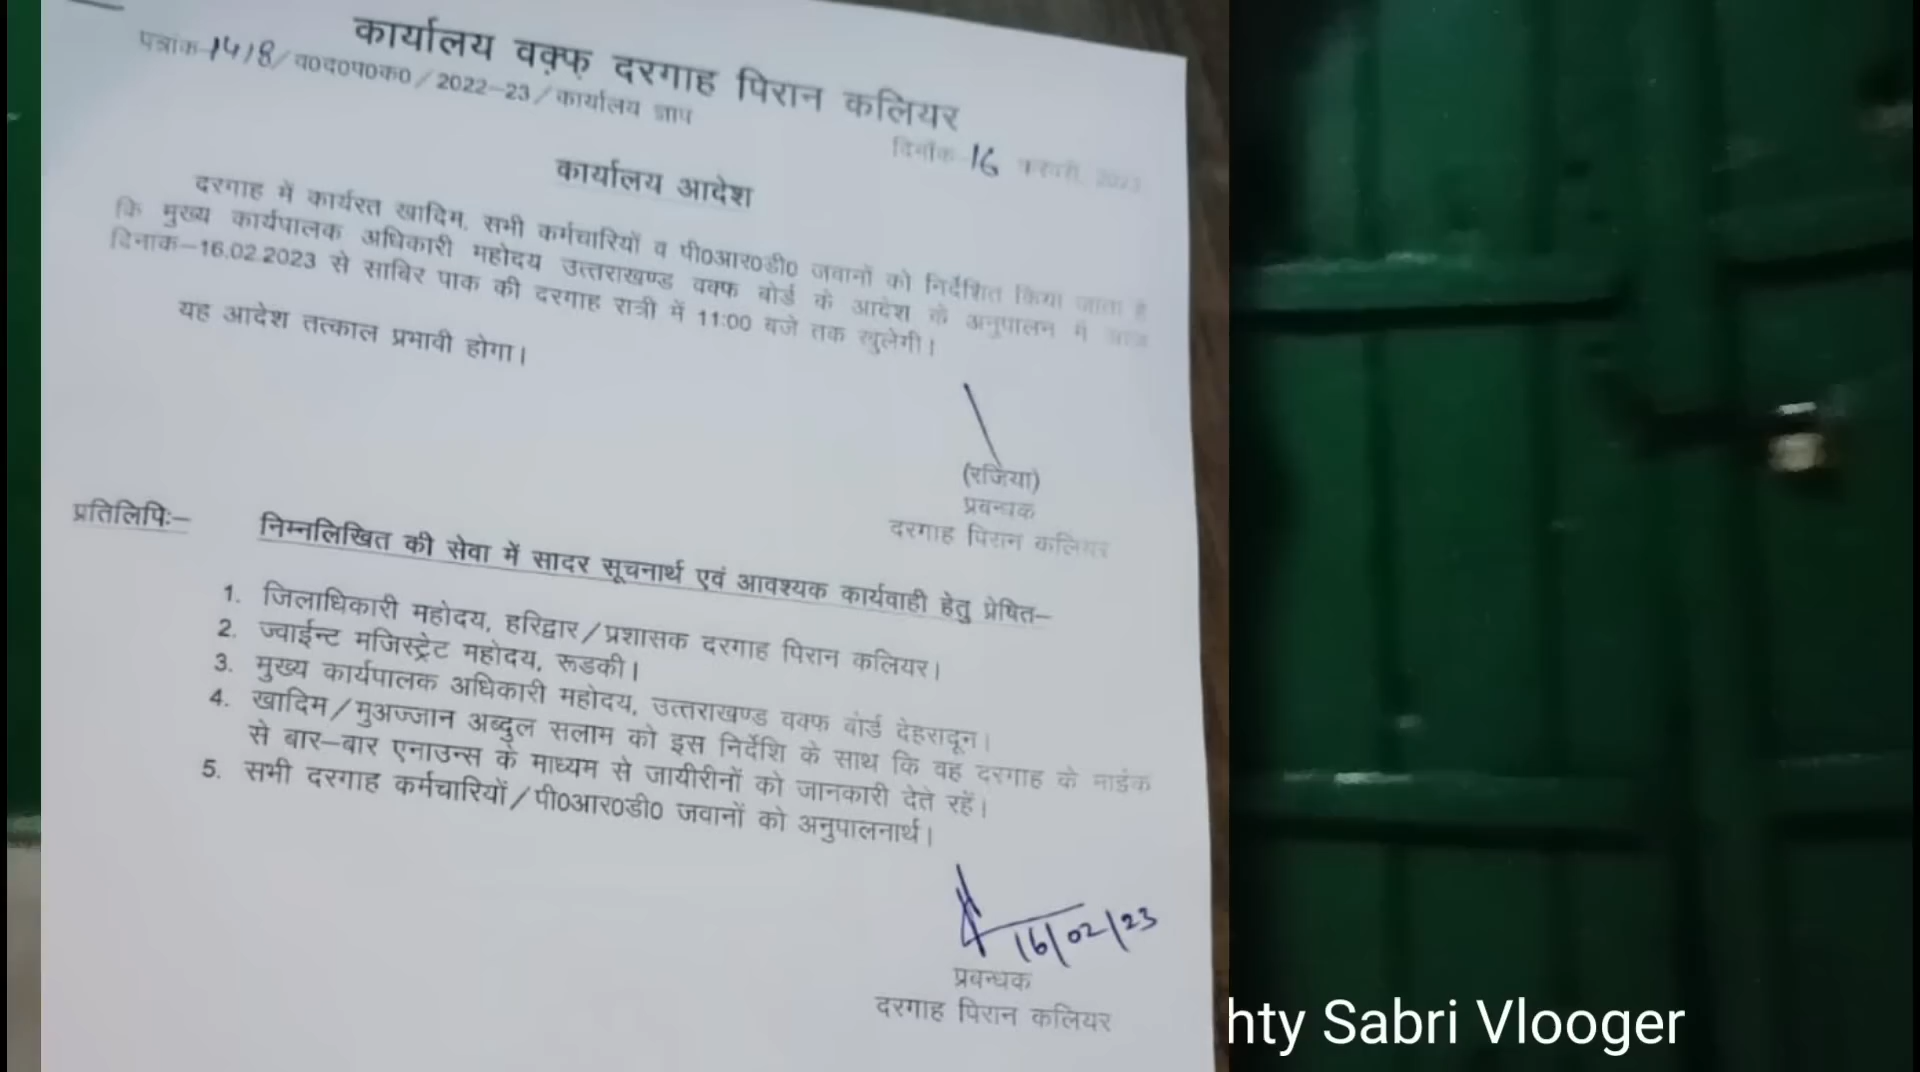 कार्यालय वक़्फ़ दरगाह पिरान कलियर
पत्रांक-1418/व0द0प0क0/2022-23/कार्यालय ज्ञाप
दिनाँक-16 फरवरी, 2023
कार्यालय आदेश
दरगाह में कार्यरत खादिम, सभी कर्मचारियों व पी0आर0डी0 जवानों को निर्देशित किया जाता है
कि मुख्य कार्यपालक अधिकारी महोदय उत्तराखण्ड वक्फ बोर्ड के आदेश के अनुपालन में आज
दिनाक-16.02.2023 से साबिर पाक की दरगाह रात्री में 11:00 बजे तक खुलेगी।
यह आदेश तत्काल प्रभावी होगा।
(रजिया)
प्रबन्धक
दरगाह पिरान कलियर
प्रतिलिपिः-
निम्नलिखित की सेवा में सादर सूचनार्थ एवं आवश्यक कार्यवाही हेतु प्रेषित-
1. जिलाधिकारी महोदय, हरिद्वार/प्रशासक दरगाह पिरान कलियर।
2. ज्वाईन्ट मजिस्ट्रेट महोदय, रूडकी।
3. मुख्य कार्यपालक अधिकारी महोदय, उत्तराखण्ड वक्फ बोर्ड देहरादून।
4. खादिम/मुअज्जान अब्दुल सलाम को इस निर्देशि के साथ कि वह दरगाह के माईक
से बार-बार एनाउन्स के माध्यम से जायीरीनों को जानकारी देते रहें।
5. सभी दरगाह कर्मचारियों/पी0आर0डी0 जवानों को अनुपालनार्थ।
16/02/23
प्रबन्धक
दरगाह पिरान कलियर
hty Sabri Vlooger